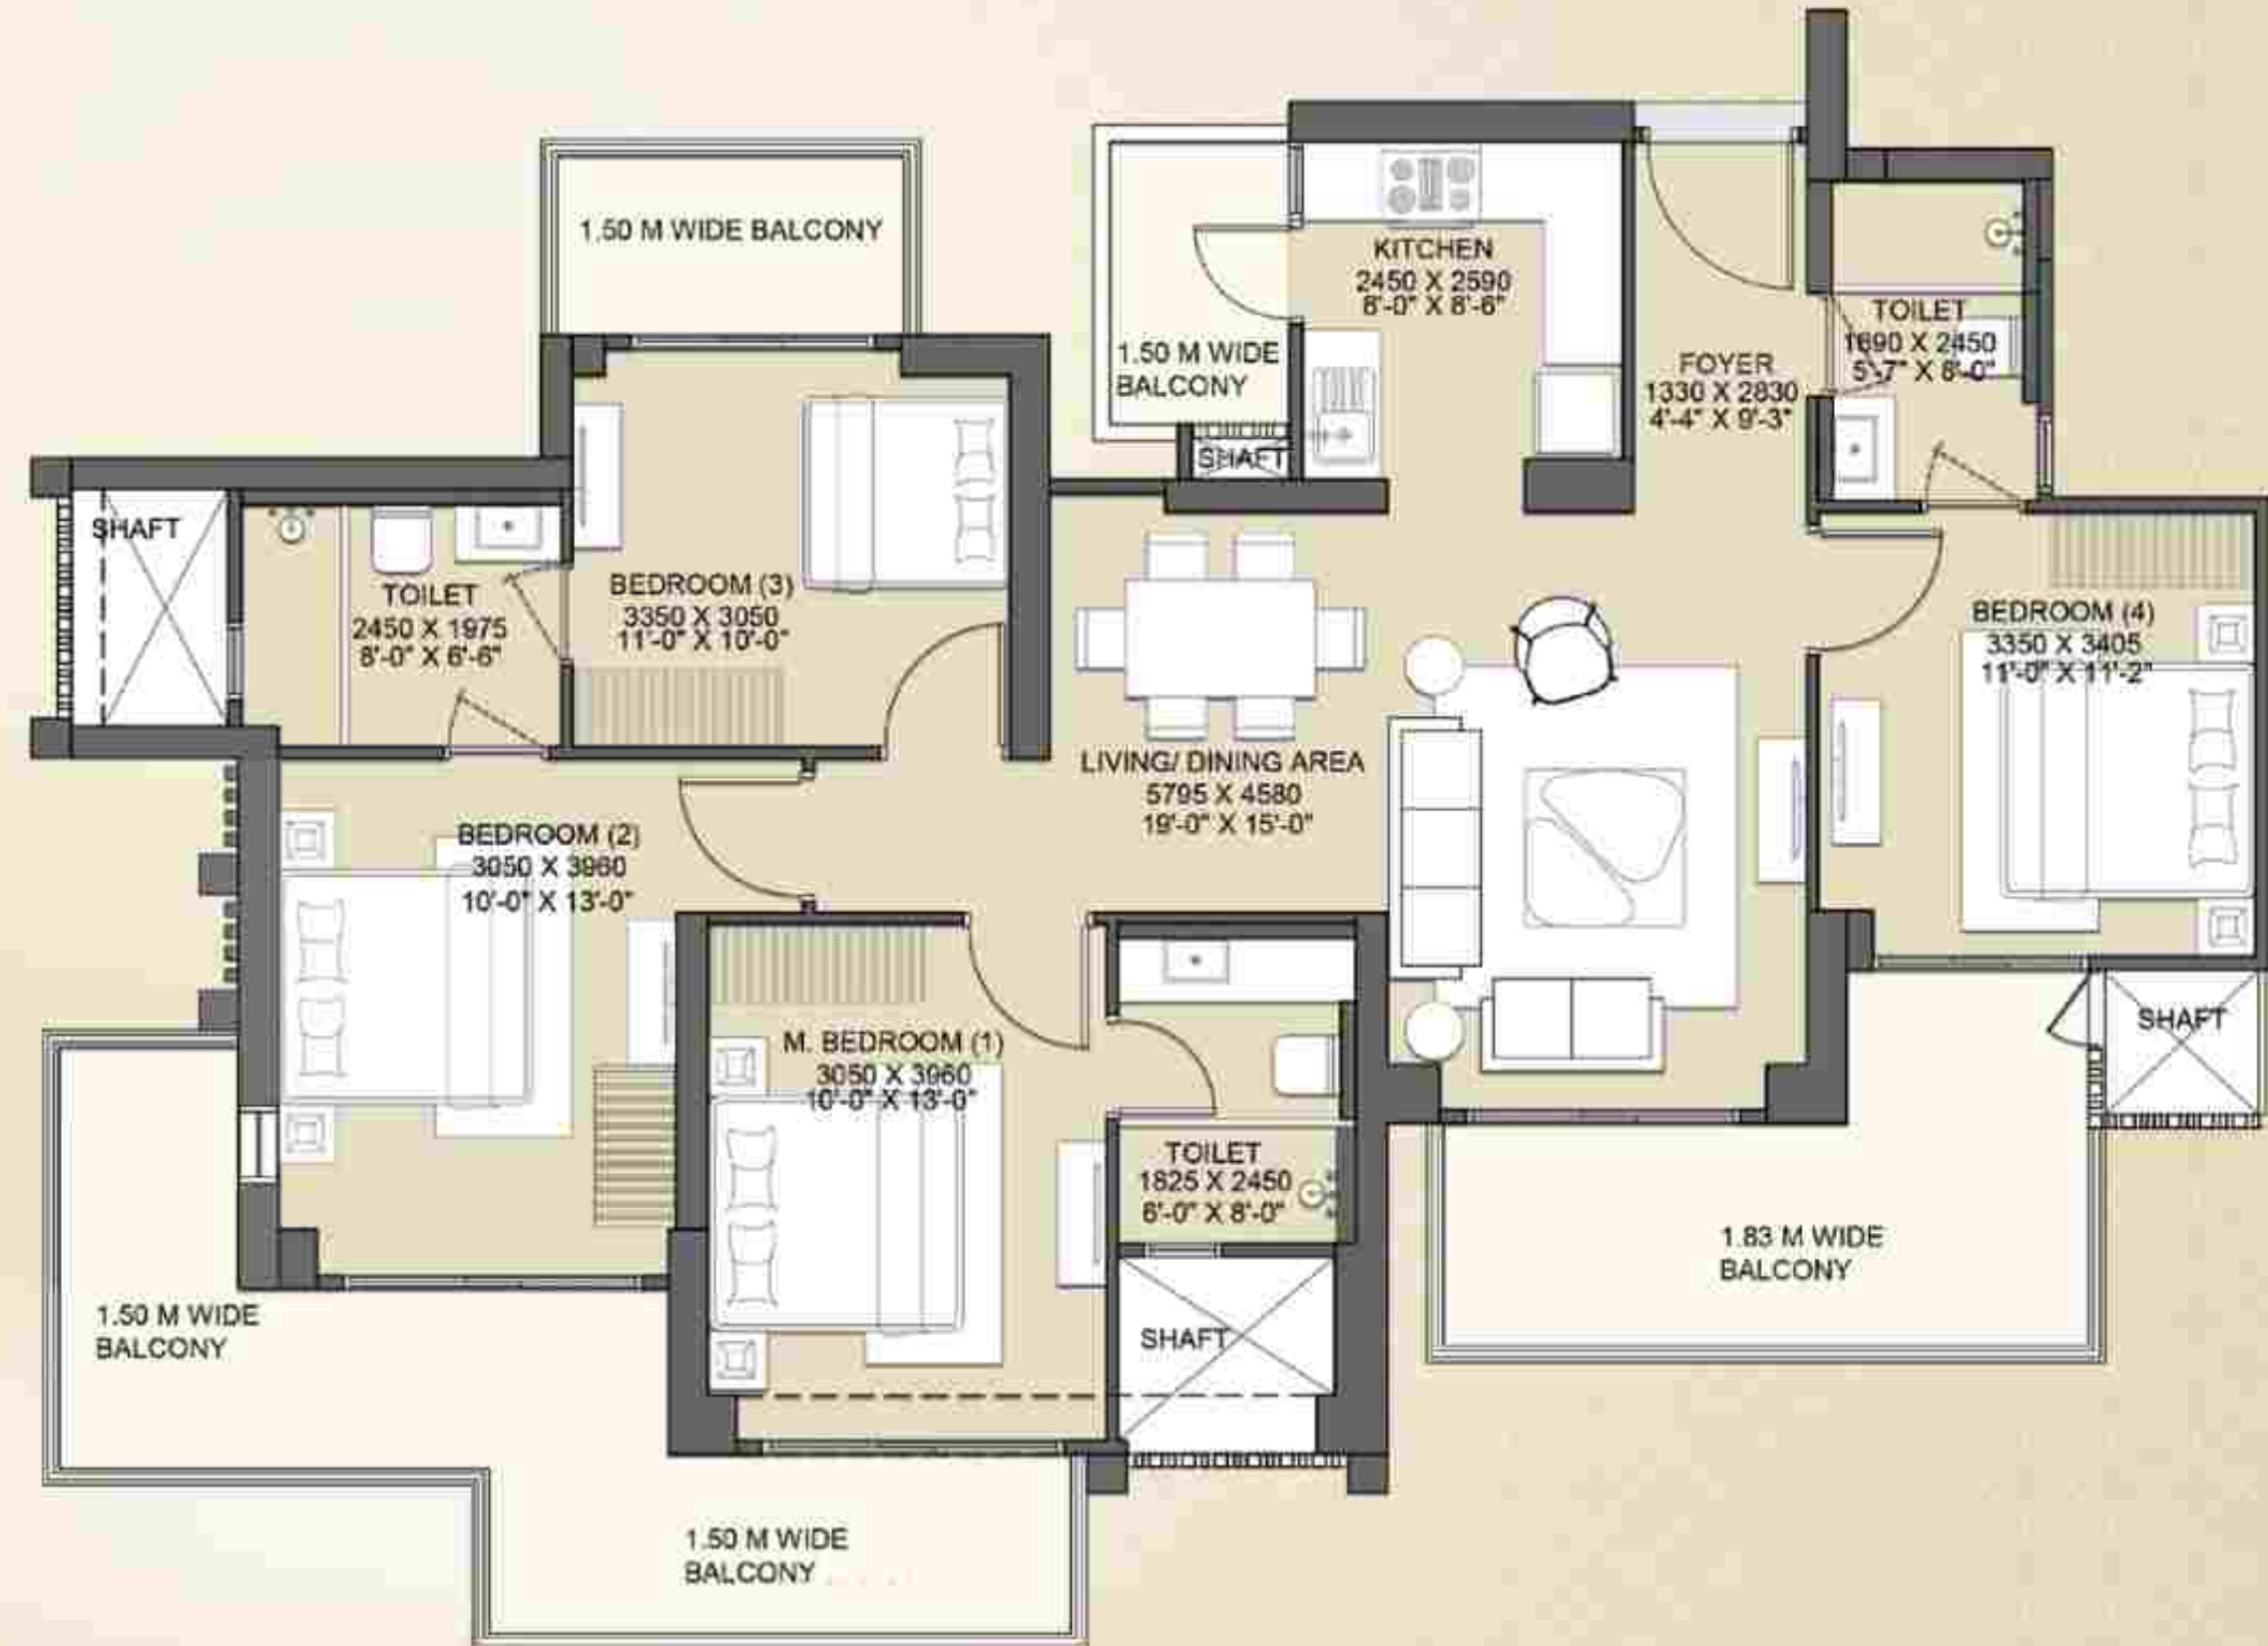 1.50 M WIDE BALCONY
KITCHEN
2450 X 2590
8'-0" X 8'-6"
1.50 M WIDE
BALCONY
SHAFT
FOYER
1330 X 2830
4'-4" X 9'-3"
TOILET
1690 X 2450
5'-7" X 8'-0"
SHAFT
TOILET
2450 X 1975
8'-0" X 6'-6"
BEDROOM (3)
3350 X 3050
11'-0" X 10'-0"
BEDROOM (4)
3350 X 3405
11'-0" X 11'-2"
LIVING/ DINING AREA
5795 X 4580
19'-0" X 15'-0"
BEDROOM (2)
3050 X 3960
10'-0" X 13'-0"
M. BEDROOM (1)
3050 X 3960
10'-0" X 13'-0"
SHAFT
TOILET
1825 X 2450
6'-0" X 8'-0"
1.83 M WIDE
BALCONY
1.50 M WIDE
BALCONY
SHAFT
1.50 M WIDE
BALCONY